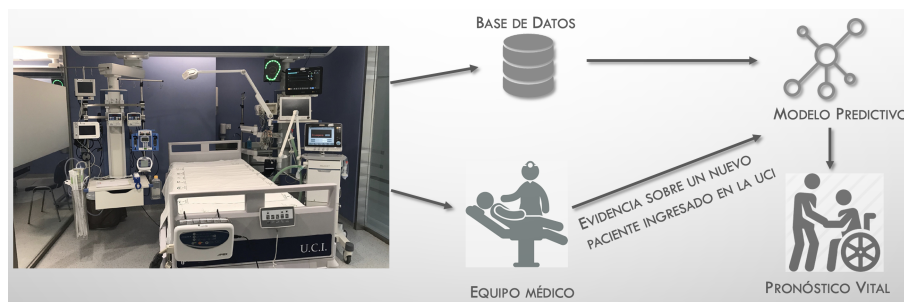 BASE DE DATOS
MODELO PREDICTIVO
EVIDENCIA SOBRE UN NUEVO
PACIENTE INGRESADO EN LA UCI
U.C.I.
EQUIPO MÉDICO
PRONÓSTICO VITAL